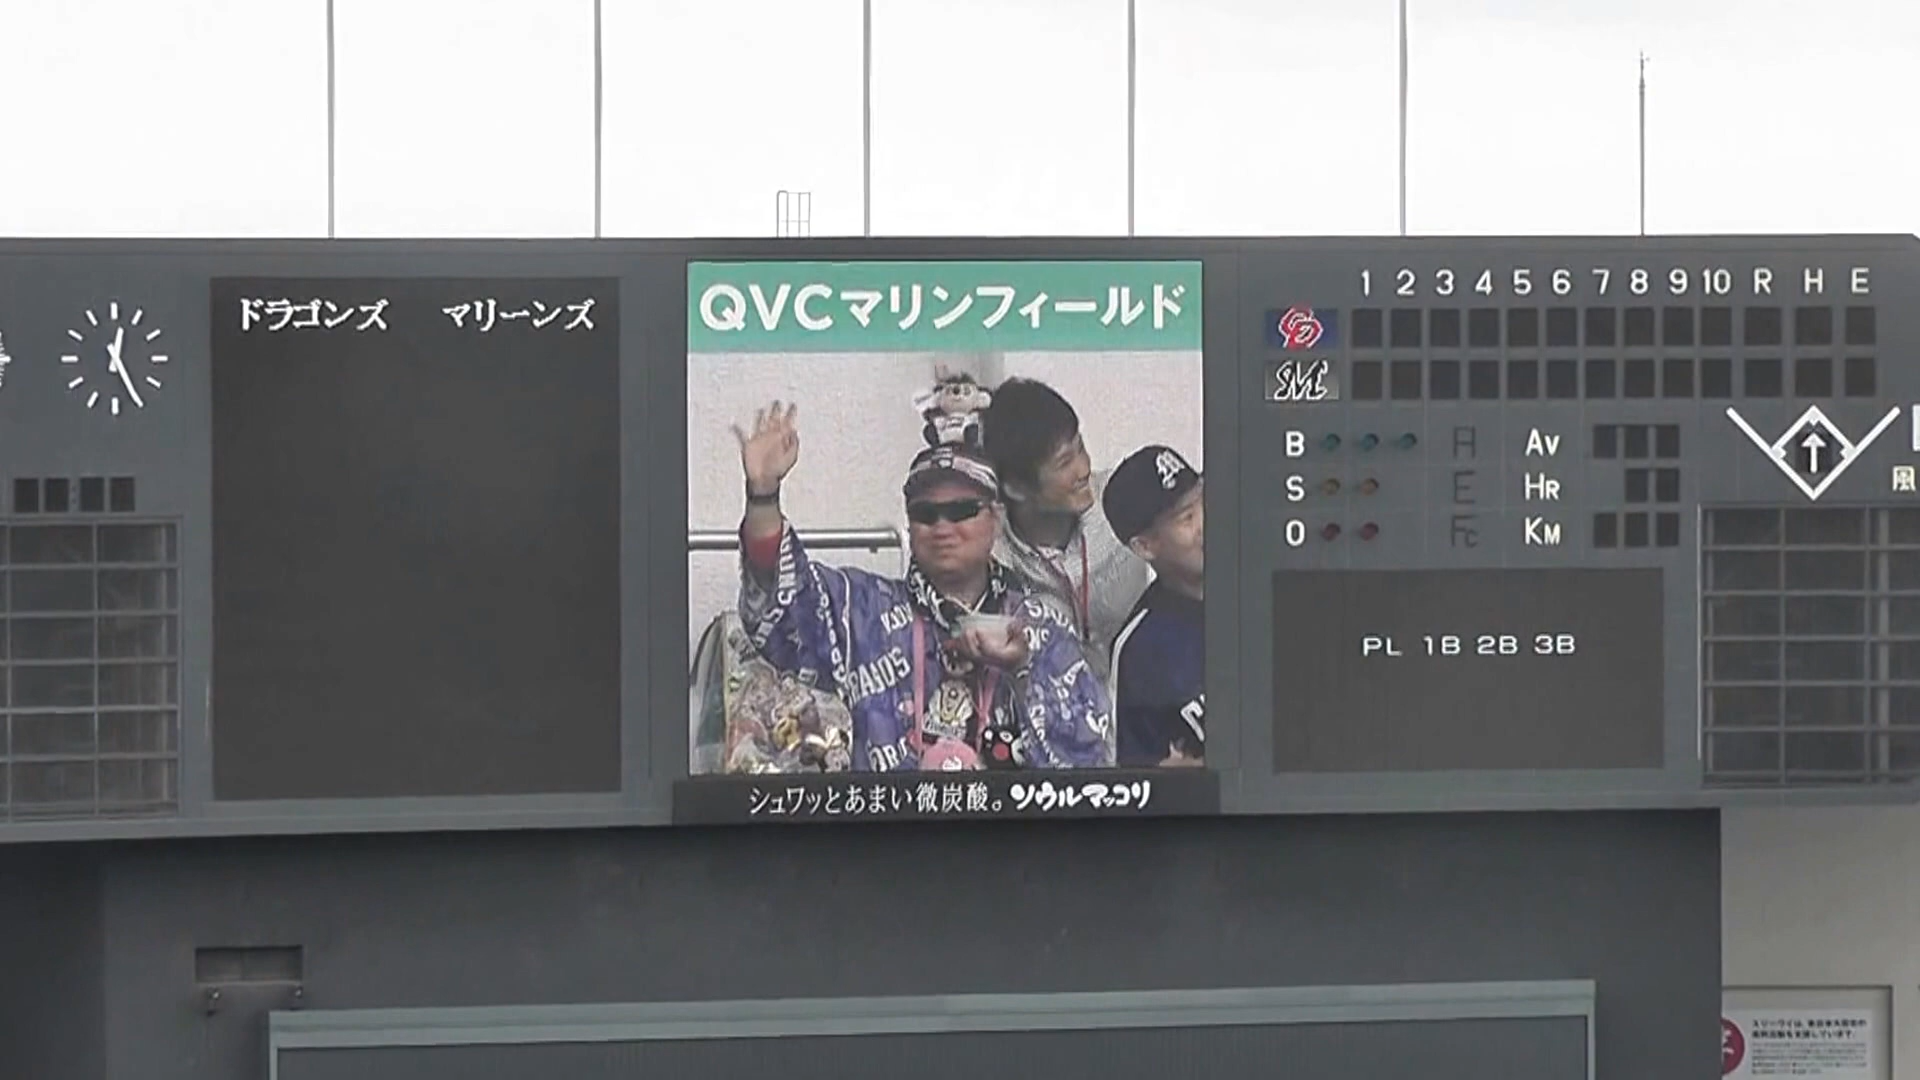 ドラゴンズ マリーンズ
QVCマリンフィールド
シュワッとあまい微炭酸。ソウルマッコリ
1 2 3 4 5 6 7 8 9 10 R H E
CD
M
B H AV
S E HR
O FC KM
PL 1B 2B 3B
風